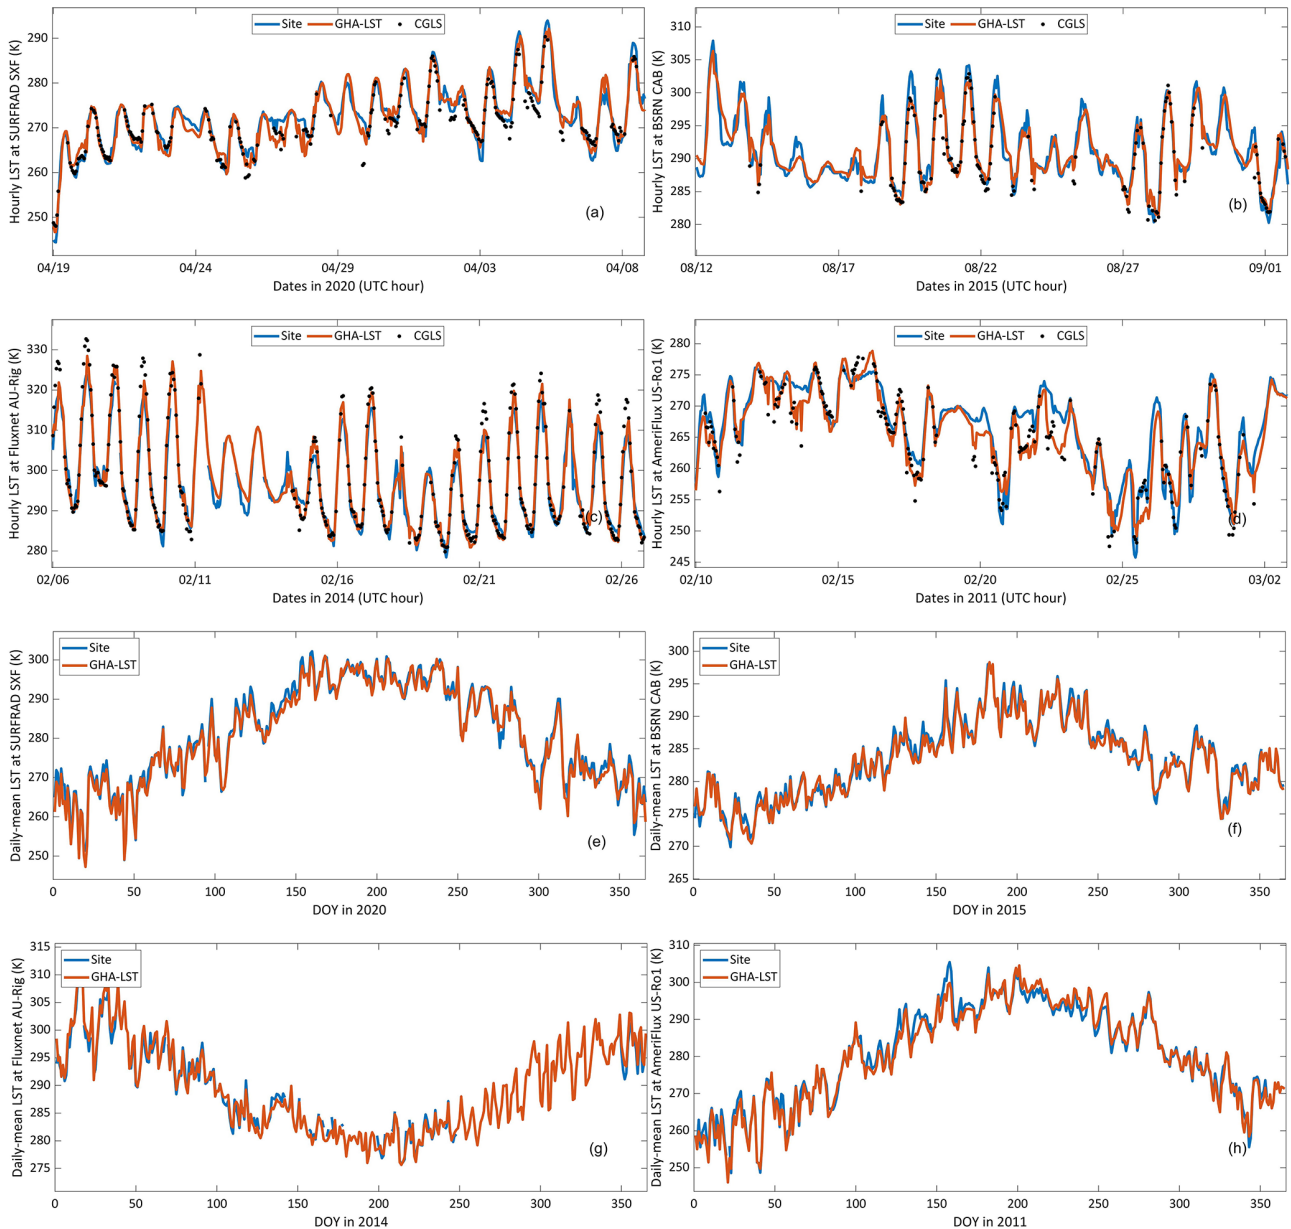 Hourly LST at SURFRAD SXF (K)
290
280
270
260
250
Site GHA-LST CGLS
(a)
04/19 04/24 04/29 04/03 04/08
Dates in 2020 (UTC hour)
Hourly LST at BSRN CAB (K)
310
305
300
295
290
285
280
Site GHA-LST CGLS
(b)
08/12 08/17 08/22 08/27 09/01
Dates in 2015 (UTC hour)
Hourly LST at Fluxnet AU-Rig (K)
330
320
310
300
290
280
Site GHA-LST CGLS
(c)
02/06 02/11 02/16 02/21 02/26
Dates in 2014 (UTC hour)
Hourly LST at AmeriFlux US-Ro1 (K)
280
275
270
265
260
255
250
245
Site GHA-LST CGLS
(d)
02/10 02/15 02/20 02/25 03/02
Dates in 2011 (UTC hour)
Daily-mean LST at SURFRAD SXF (K)
300
290
280
270
260
250
Site
GHA-LST
(e)
0 50 100 150 200 250 300 350
DOY in 2020
Daily-mean LST at BSRN CAB (K)
300
295
290
285
280
275
270
265
Site
GHA-LST
(f)
0 50 100 150 200 250 300 350
DOY in 2015
Daily-mean LST at Fluxnet AU-Rig (K)
315
310
305
300
295
290
285
280
275
Site
GHA-LST
(g)
0 50 100 150 200 250 300 350
DOY in 2014
Daily-mean LST at AmeriFlux US-Ro1 (K)
310
300
290
280
270
260
250
Site
GHA-LST
(h)
0 50 100 150 200 250 300 350
DOY in 2011